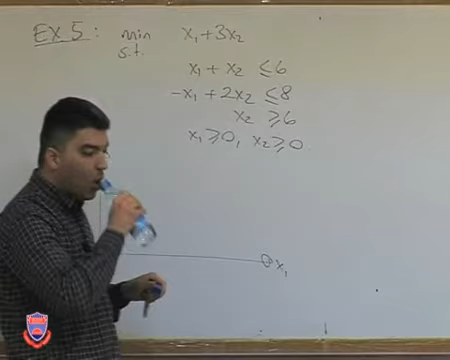 EX 5 : min x₁ + 3x₂
s.t.
x₁ + x₂ ≤ 6
-x₁ + 2x₂ ≤ 8
x₂ ≥ 6
x₁ ≥ 0, x₂ ≥ 0
x₁